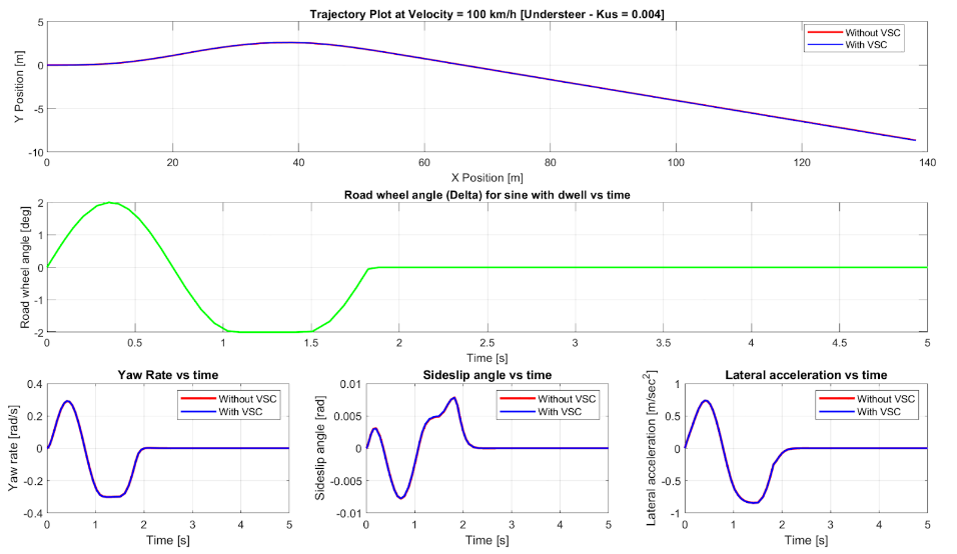 Trajectory Plot at Velocity = 100 km/h [Understeer - Kus = 0.004]
Y Position [m]
5
0
-5
-10
Without VSC
With VSC
0 20 40 60 80 100 120 140
X Position [m]
Road wheel angle (Delta) for sine with dwell vs time
Road wheel angle [deg]
2
1
0
-1
-2
0 0.5 1 1.5 2 2.5 3 3.5 4 4.5 5
Time [s]
Yaw Rate vs time
Yaw rate [rad/s]
0.4
0.2
0
-0.2
-0.4
Without VSC
With VSC
0 1 2 3 4 5
Time [s]
Sideslip angle vs time
Sideslip angle [rad]
0.01
0.005
0
-0.005
-0.01
Without VSC
With VSC
0 1 2 3 4 5
Time [s]
Lateral acceleration vs time
Lateral acceleration [m/sec²]
1
0.5
0
-0.5
-1
Without VSC
With VSC
0 1 2 3 4 5
Time [s]